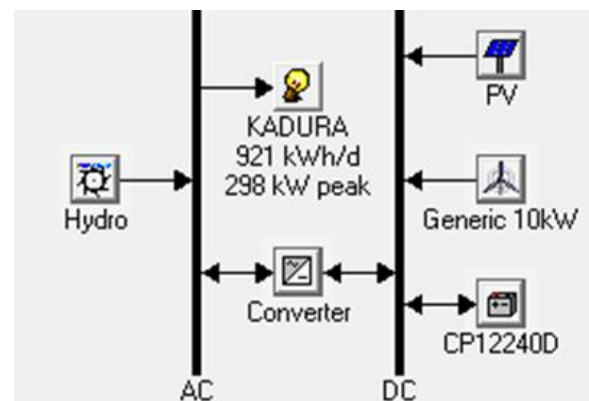 PV
KADURA
921 kWh/d
298 kW peak
Hydro
Generic 10kW
Converter
CP12240D
AC
DC